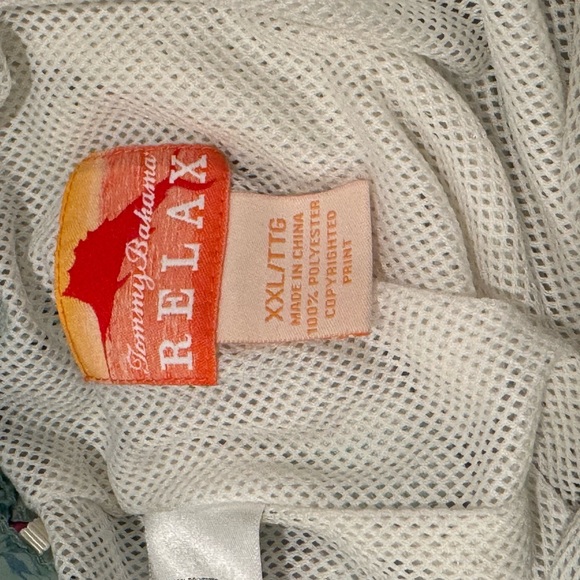 Tommy Bahama
RELAX
XXL/TTG
MADE IN CHINA
100% POLYESTER
COPYRIGHTED
PRINT